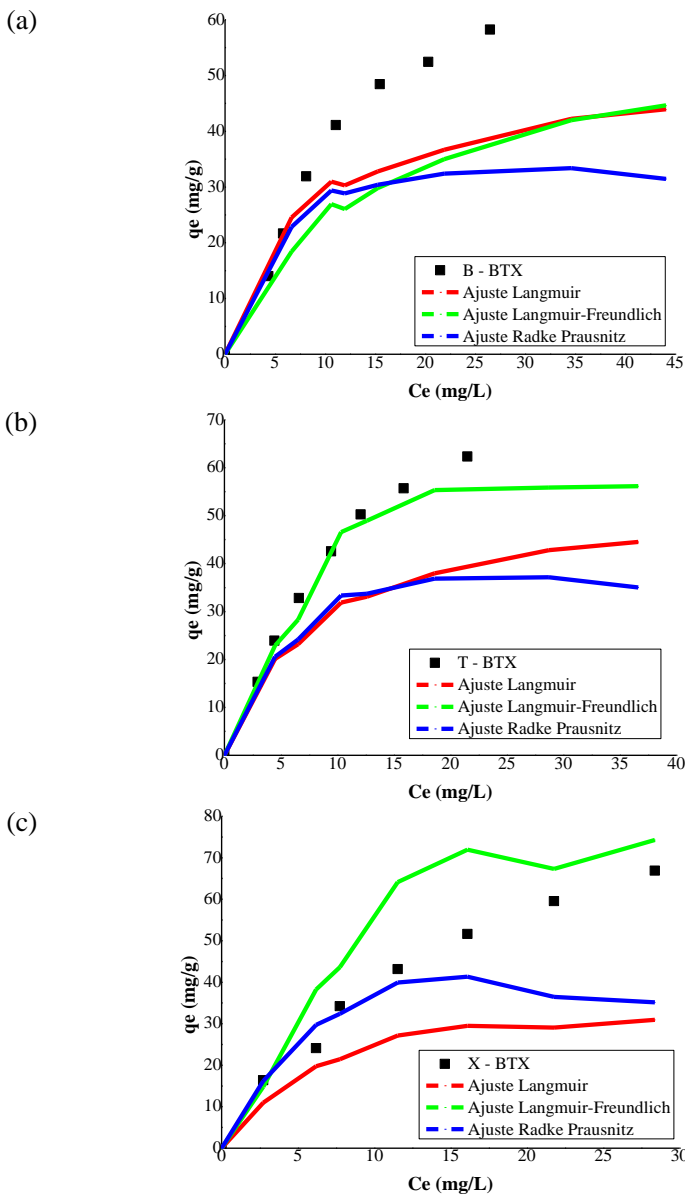 (a)
60
50
40
30
20
10
0
qe (mg/g)
B - BTX
Ajuste Langmuir
Ajuste Langmuir-Freundlich
Ajuste Radke Prausnitz
0 5 10 15 20 25 30 35 40 45
Ce (mg/L)
(b)
70
60
50
40
30
20
10
0
qe (mg/g)
T - BTX
Ajuste Langmuir
Ajuste Langmuir-Freundlich
Ajuste Radke Prausnitz
0 5 10 15 20 25 30 35 40
Ce (mg/L)
(c)
80
70
60
50
40
30
20
10
0
qe (mg/g)
X - BTX
Ajuste Langmuir
Ajuste Langmuir-Freundlich
Ajuste Radke Prausnitz
0 5 10 15 20 25 30
Ce (mg/L)